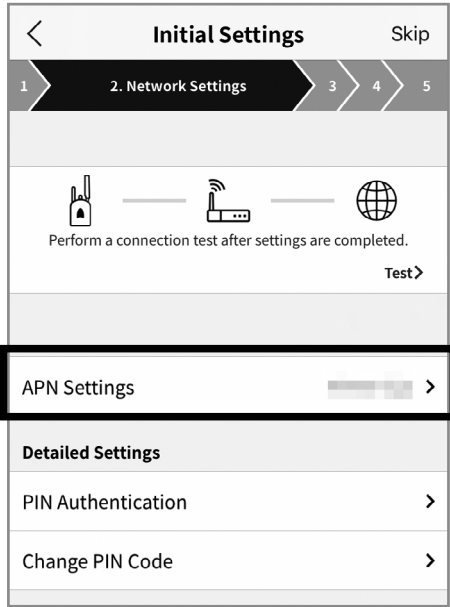 Initial Settings Skip
1 2. Network Settings 3 4 5
Perform a connection test after settings are completed.
Test
APN Settings
Detailed Settings
PIN Authentication
Change PIN Code